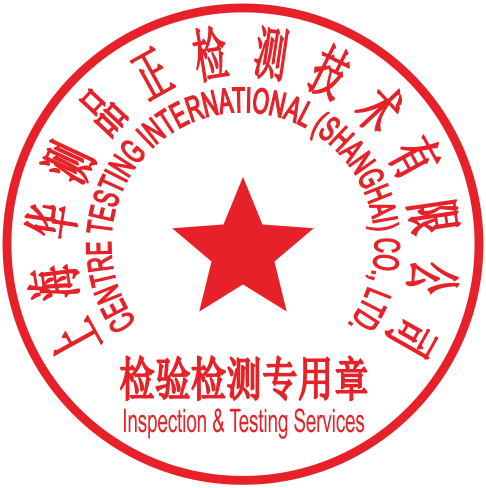 上海华测品正检测技术有限公司
CENTRE TESTING INTERNATIONAL (SHANGHAI) CO., LTD.
检验检测专用章
Inspection & Testing Services